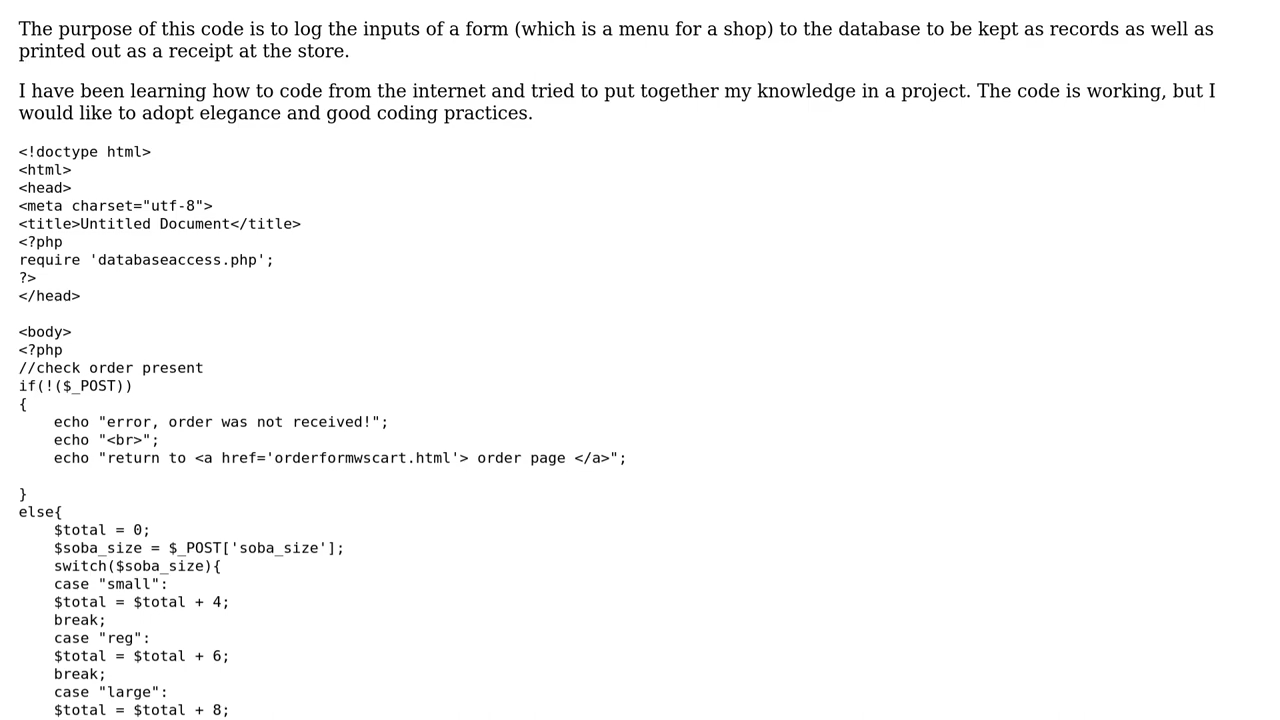 The purpose of this code is to log the inputs of a form (which is a menu for a shop) to the database to be kept as records as well as
printed out as a receipt at the store.
I have been learning how to code from the internet and tried to put together my knowledge in a project. The code is working, but I
would like to adopt elegance and good coding practices.
<!doctype html>
<html>
<head>
<meta charset="utf-8">
<title>Untitled Document</title>
<?php
require 'databaseaccess.php';
?>
</head>

<body>
<?php
//check order present
if(!($_POST))
{
    echo "error, order was not received!";
    echo "<br>";
    echo "return to <a href='orderformwscart.html'> order page </a>";

}
else{
    $total = 0;
    $soba_size = $_POST['soba_size'];
    switch($soba_size){
    case "small":
    $total = $total + 4;
    break;
    case "reg":
    $total = $total + 6;
    break;
    case "large":
    $total = $total + 8;